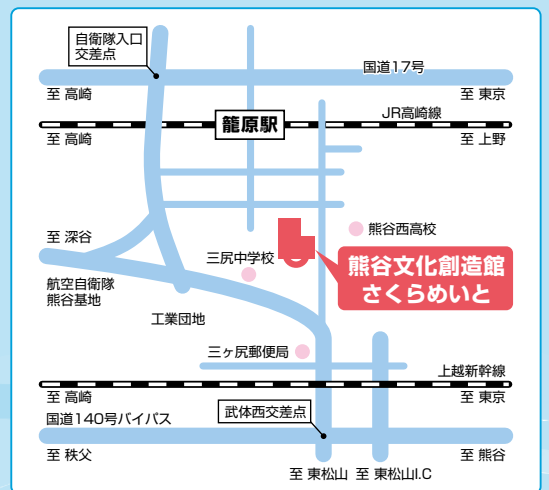 自衛隊入口
交差点
国道17号
至 高崎
至 東京
JR高崎線
籠原駅
至 高崎
至 上野
熊谷西高校
至 深谷
三尻中学校
熊谷文化創造館
さくらめいと
航空自衛隊
熊谷基地
工業団地
三ヶ尻郵便局
上越新幹線
至 高崎
至 東京
国道140号バイパス
武体西交差点
至 秩父
至 熊谷
至 東松山
至 東松山I.C